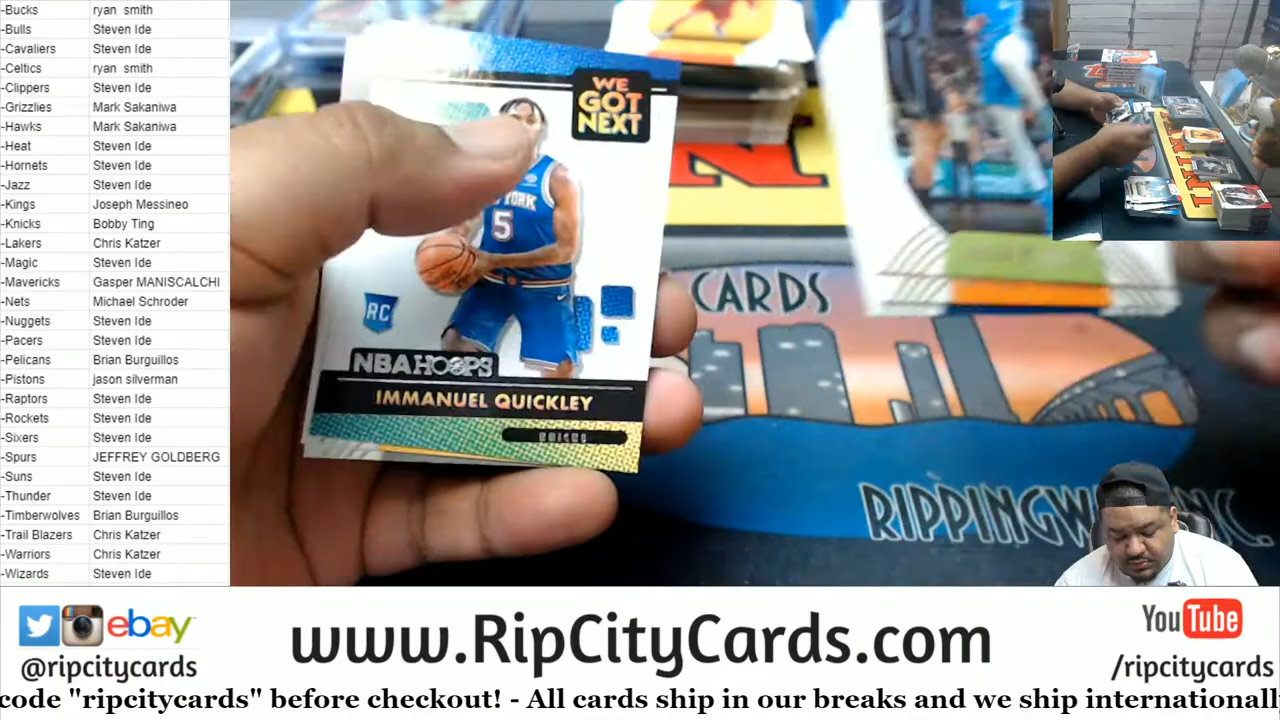 -Bucks ryan smith
-Bulls Steven Ide
-Cavaliers Steven Ide
-Celtics ryan smith
-Clippers Steven Ide
-Grizzlies Mark Sakaniwa
-Hawks Mark Sakaniwa
-Heat Steven Ide
-Hornets Steven Ide
-Jazz Steven Ide
-Kings Joseph Messineo
-Knicks Bobby Ting
-Lakers Chris Katzer
-Magic Steven Ide
-Mavericks Gasper MANISCALCHI
-Nets Michael Schroder
-Nuggets Steven Ide
-Pacers Steven Ide
-Pelicans Brian Burguillos
-Pistons jason silverman
-Raptors Steven Ide
-Rockets Steven Ide
-Sixers Steven Ide
-Spurs JEFFREY GOLDBERG
-Suns Steven Ide
-Thunder Steven Ide
-Timberwolves Brian Burguillos
-Trail Blazers Chris Katzer
-Warriors Chris Katzer
-Wizards Steven Ide
WE
GOT
NEXT
YORK
5
RC
NBA HOOPS
IMMANUEL QUICKLEY
KNICKS
CARDS
RIPPINGW
ebay
@ripcitycards
www.RipCityCards.com
YouTube
/ripcitycards
code "ripcitycards" before checkout! - All cards ship in our breaks and we ship internationall